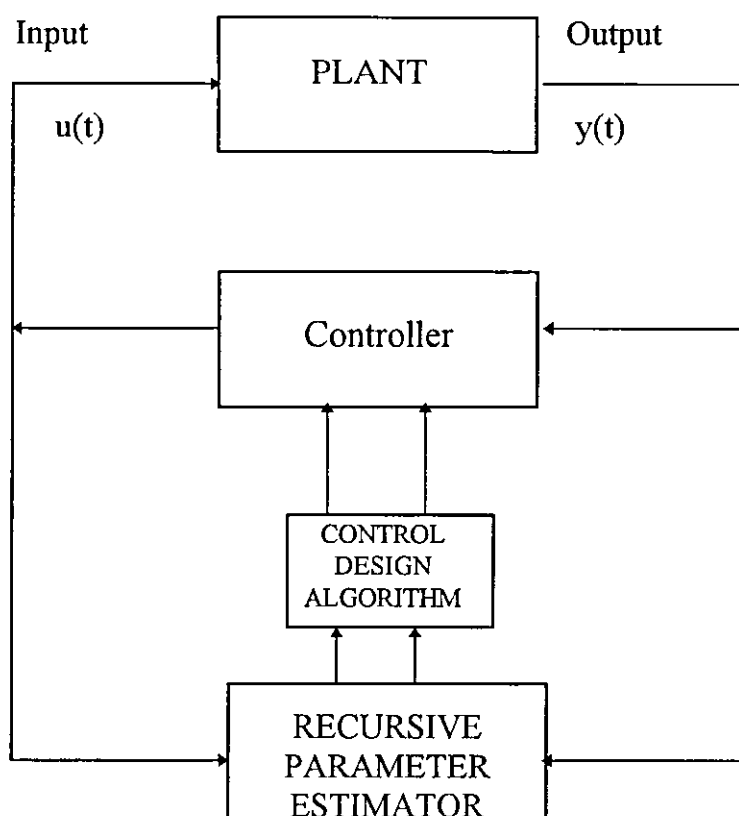 Input
PLANT
Output
u(t)
y(t)
Controller
CONTROL
DESIGN
ALGORITHM
RECURSIVE
PARAMETER
ESTIMATOR